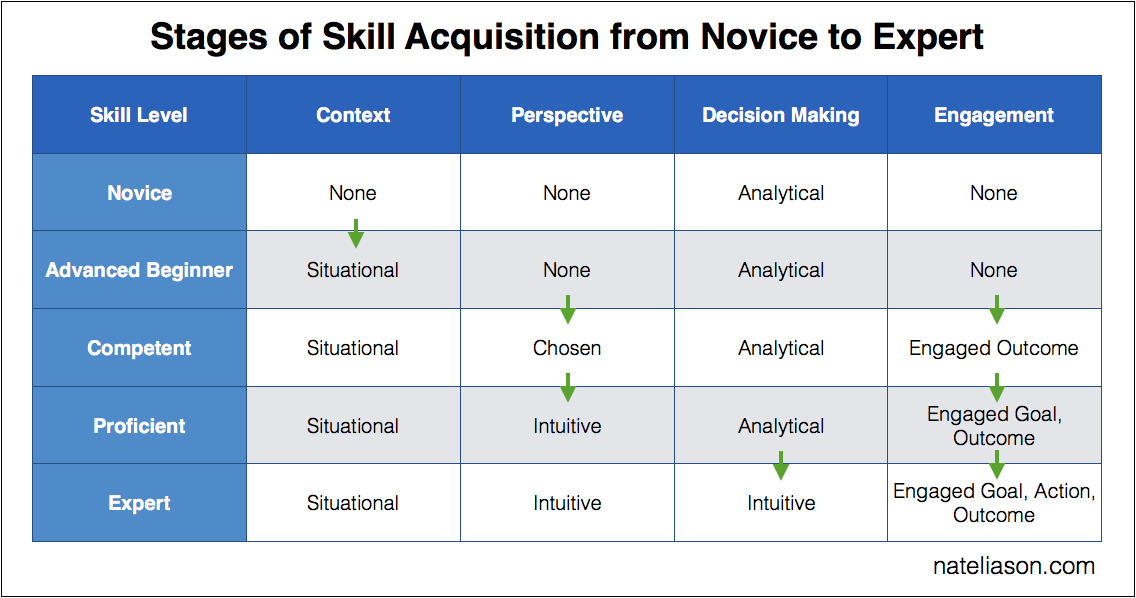 Stages of Skill Acquisition from Novice to Expert
Skill Level Context Perspective Decision Making Engagement
Novice None None Analytical None
Advanced Beginner Situational None Analytical None
Competent Situational Chosen Analytical Engaged Outcome
Proficient Situational Intuitive Analytical Engaged Goal,
Outcome
Expert Situational Intuitive Intuitive Engaged Goal, Action,
Outcome
nateliason.com